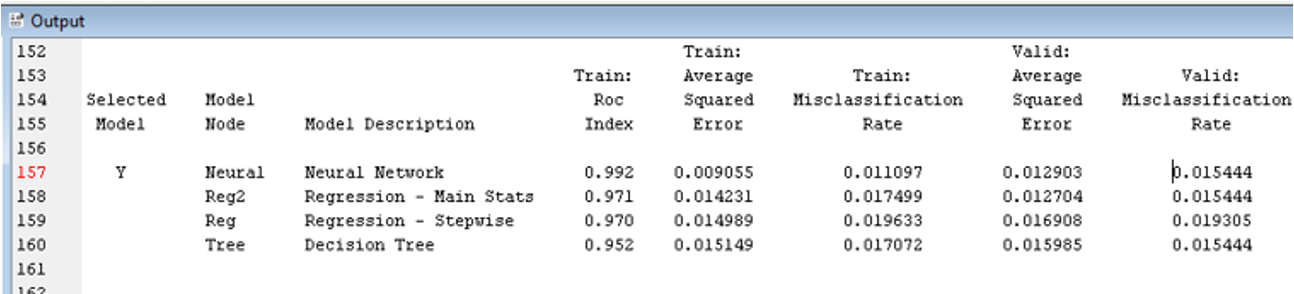 Output
152 Train: Valid:
153 Train: Average Train: Average Valid:
154 Selected Model Roc Squared Misclassification Squared Misclassification
155 Model Node Model Description Index Error Rate Error Rate
156
157 Y Neural Neural Network 0.992 0.009055 0.011097 0.012903 0.015444
158 Reg2 Regression - Main Stats 0.971 0.014231 0.017499 0.012704 0.015444
159 Reg Regression - Stepwise 0.970 0.014989 0.019633 0.016908 0.019305
160 Tree Decision Tree 0.952 0.015149 0.017072 0.015985 0.015444
161
162